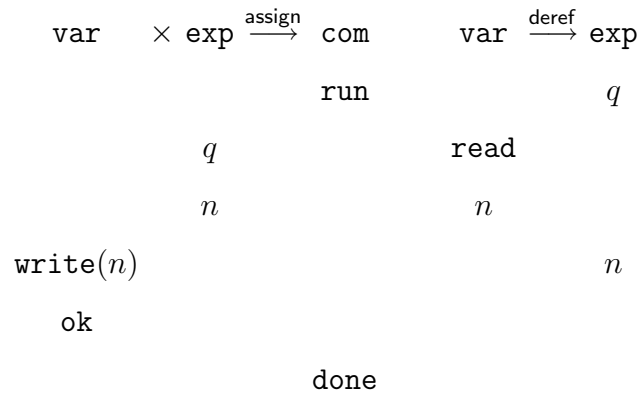 var × exp assign⟶ com var deref⟶ exp
run q
q read
n n
write(n) n
ok
done